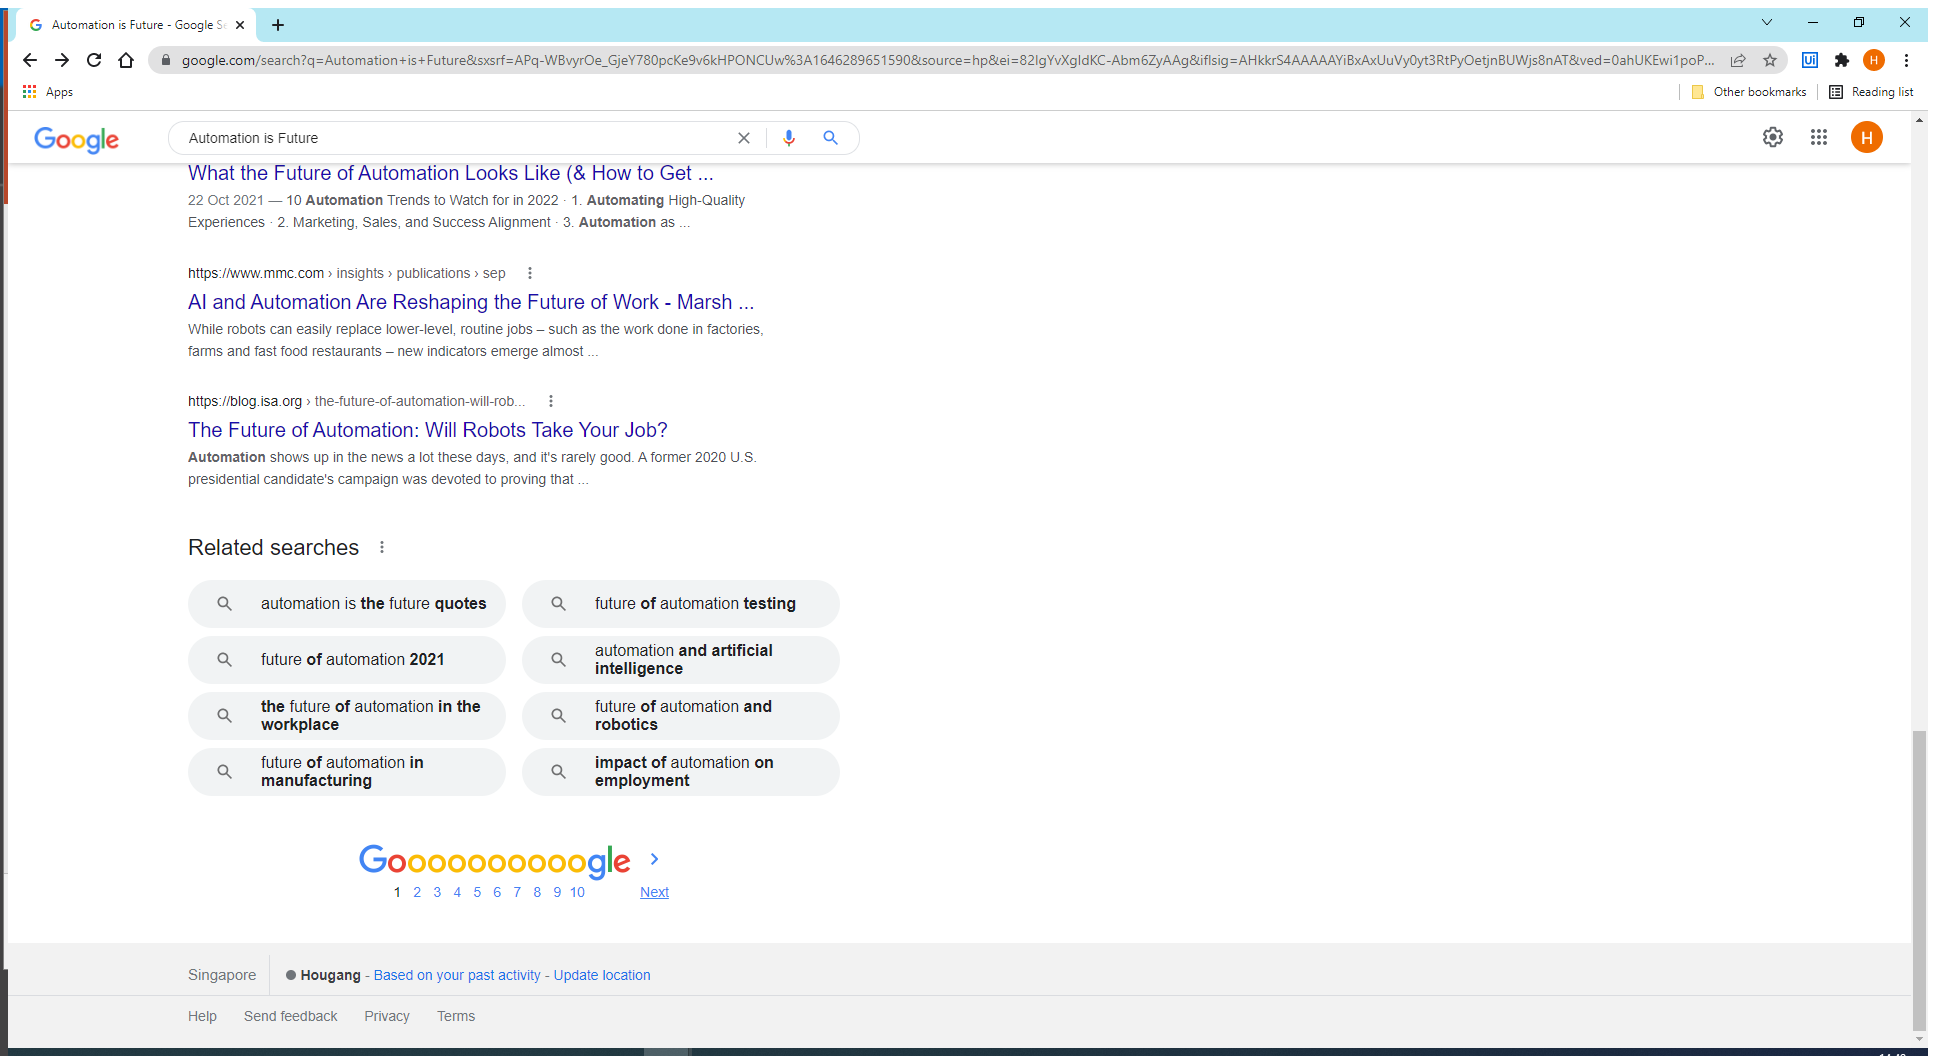 Automation is Future - Google Se
google.com/search?q=Automation+is+Future&sxsrf=APq-WBvyrOe_GjeY780pcKe9v6kHPONCUw%3A1646289651590&source=hp&ei=82IgYvXgIdKC-Abm6ZyAAg&iflsig=AHkkrS4AAAAAYiBxAxUuVy0yt3RtPyOetjnBUWjs8nAT&ved=0ahUKEwi1poP...
Ui
H
Apps
Other bookmarks
Reading list
Google
Automation is Future
H
What the Future of Automation Looks Like (& How to Get ...
22 Oct 2021 — 10 Automation Trends to Watch for in 2022 · 1. Automating High-Quality
Experiences · 2. Marketing, Sales, and Success Alignment · 3. Automation as ...
https://www.mmc.com › insights › publications › sep
AI and Automation Are Reshaping the Future of Work - Marsh ...
While robots can easily replace lower-level, routine jobs – such as the work done in factories,
farms and fast food restaurants – new indicators emerge almost ...
https://blog.isa.org › the-future-of-automation-will-rob...
The Future of Automation: Will Robots Take Your Job?
Automation shows up in the news a lot these days, and it's rarely good. A former 2020 U.S.
presidential candidate's campaign was devoted to proving that ...
Related searches
automation is the future quotes
future of automation testing
future of automation 2021
automation and artificial
intelligence
the future of automation in the
workplace
future of automation and
robotics
future of automation in
manufacturing
impact of automation on
employment
Goooooooooogle
1 2 3 4 5 6 7 8 9 10 Next
Singapore
Hougang - Based on your past activity - Update location
Help Send feedback Privacy Terms